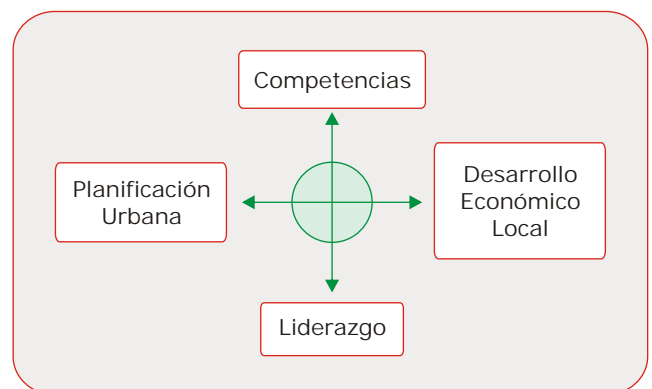 Competencias
Planificación
Urbana
Desarrollo
Económico
Local
Liderazgo